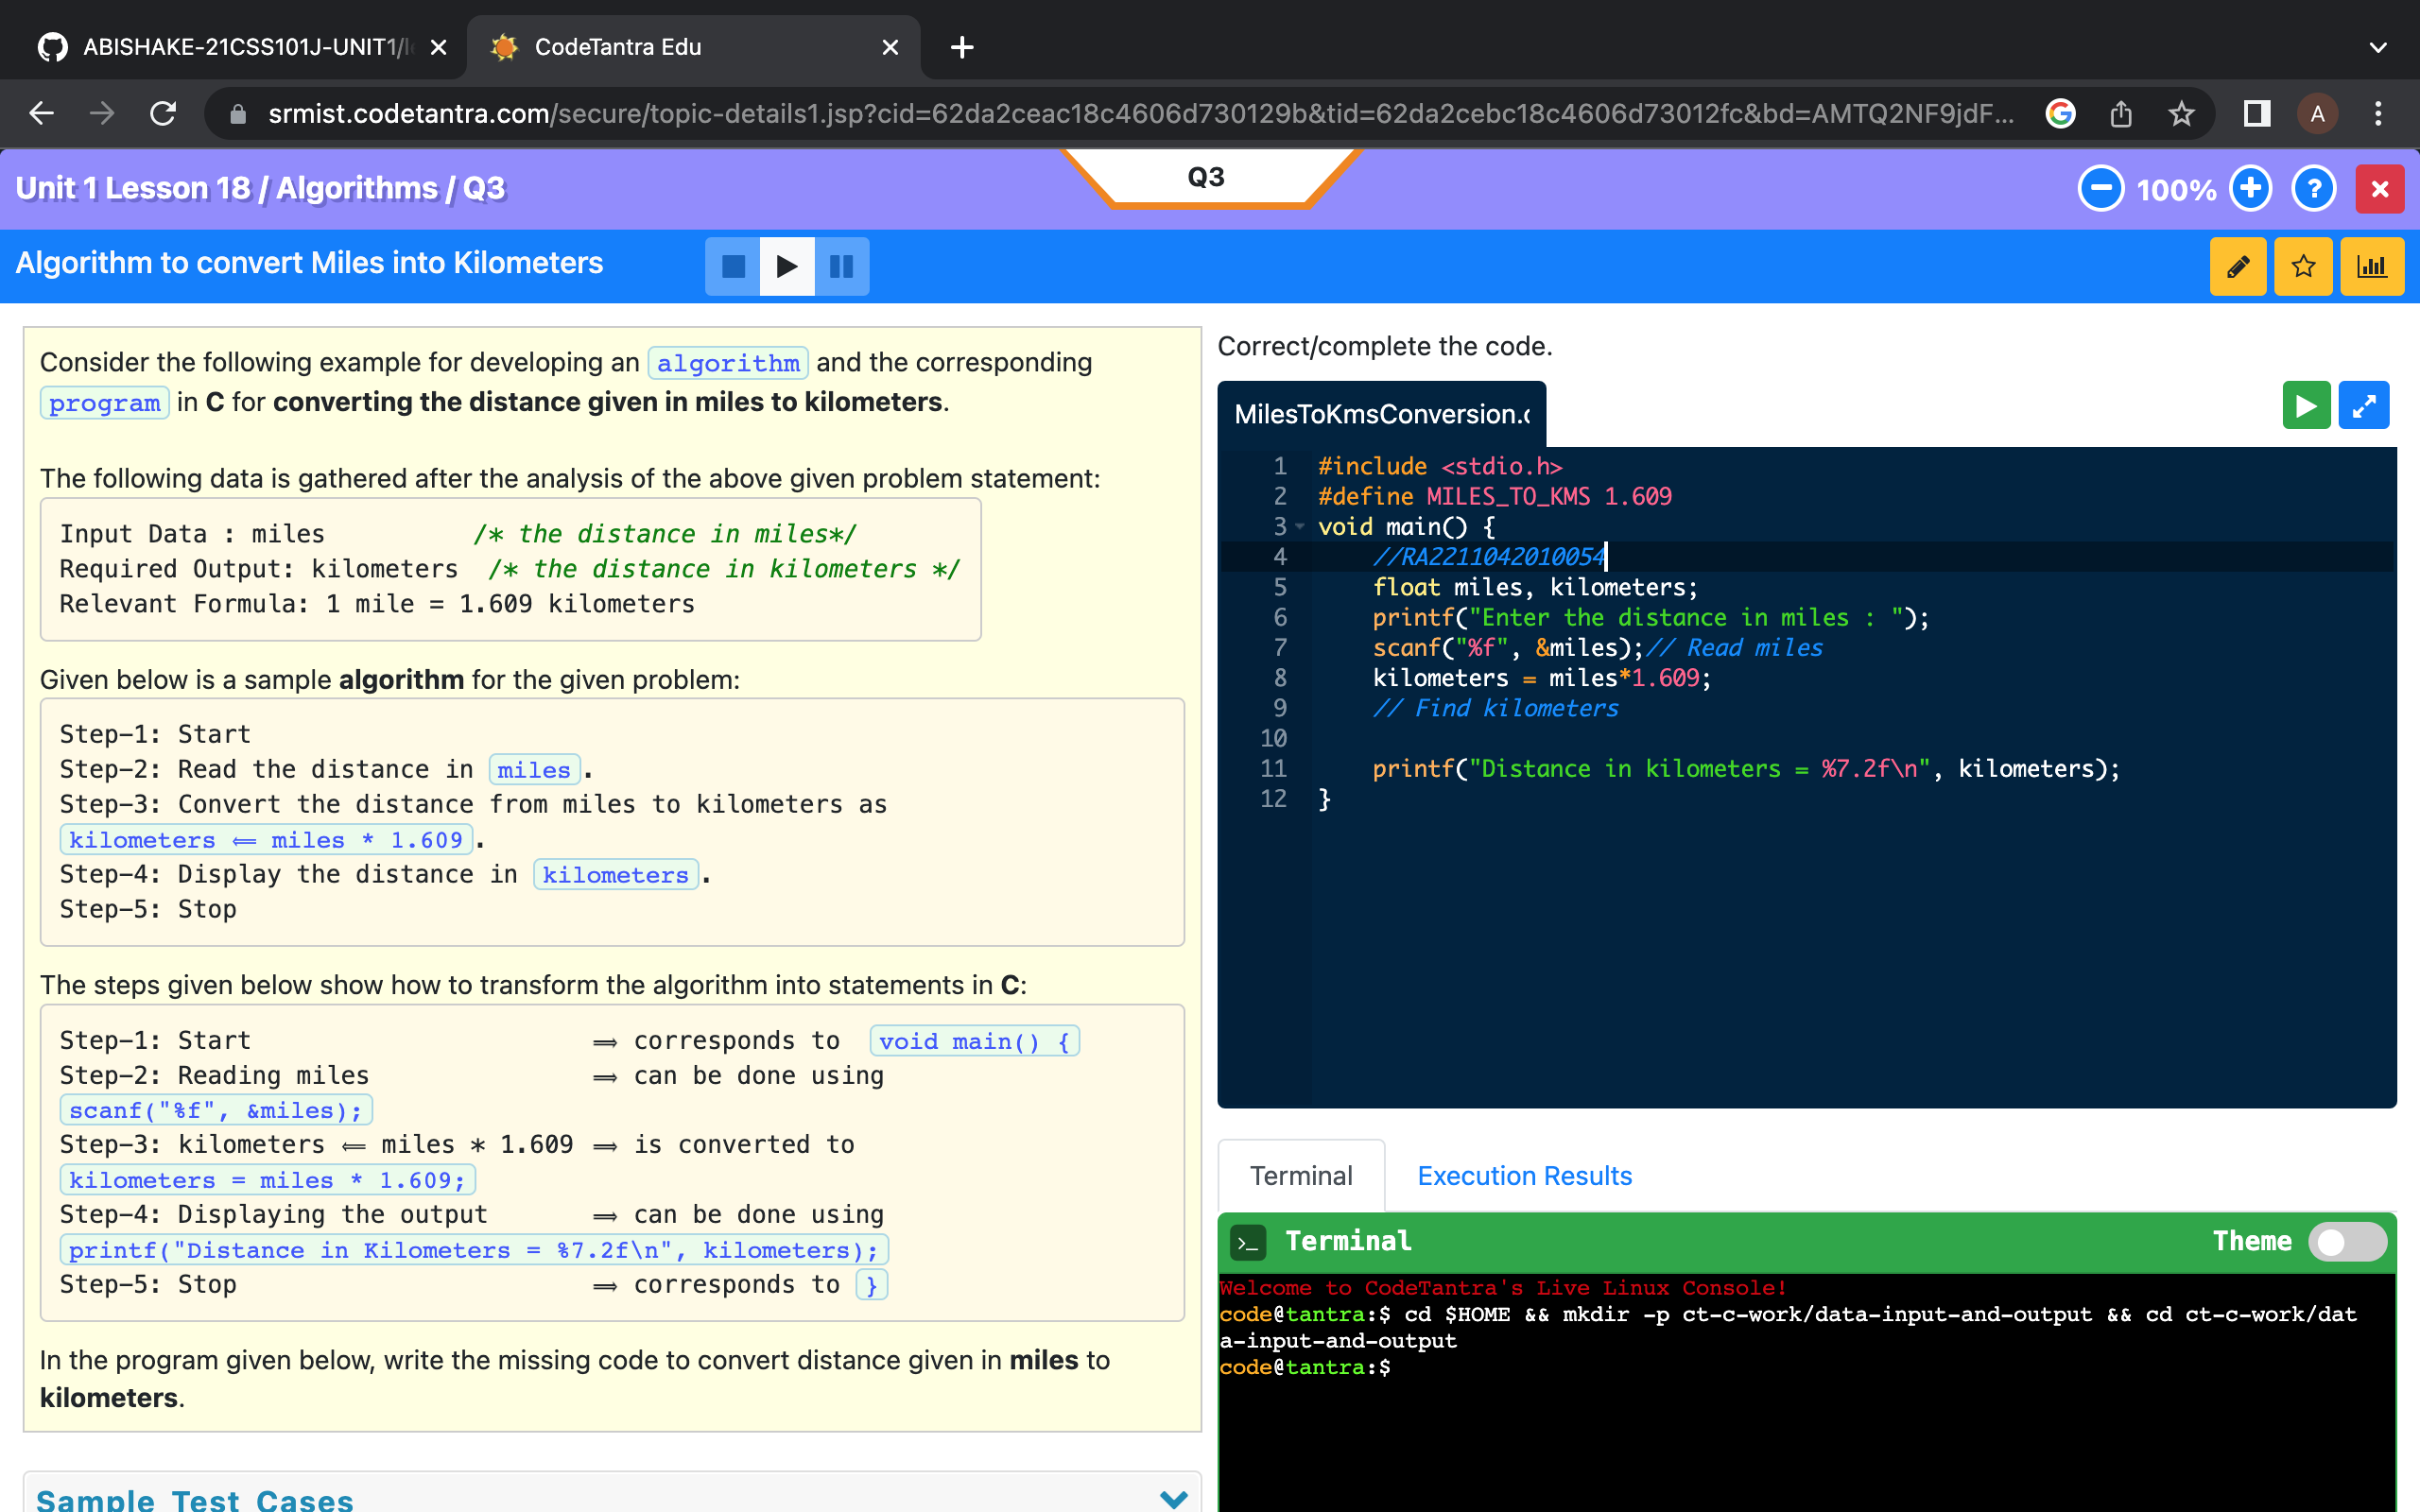 ABISHAKE-21CSS101J-UNIT1/
CodeTantra Edu
srmist.codetantra.com/secure/topic-details1.jsp?cid=62da2ceac18c4606d730129b&tid=62da2cebc18c4606d73012fc&bd=AMTQ2NF9jdF...
A
Unit 1 Lesson 18 / Algorithms / Q3
Q3
100%
?
Algorithm to convert Miles into Kilometers
Consider the following example for developing an algorithm and the corresponding
program in C for converting the distance given in miles to kilometers.
The following data is gathered after the analysis of the above given problem statement:
Input Data : miles /* the distance in miles*/
Required Output: kilometers /* the distance in kilometers */
Relevant Formula: 1 mile = 1.609 kilometers
Given below is a sample algorithm for the given problem:
Step-1: Start
Step-2: Read the distance in miles.
Step-3: Convert the distance from miles to kilometers as
kilometers ⟸ miles * 1.609.
Step-4: Display the distance in kilometers.
Step-5: Stop
The steps given below show how to transform the algorithm into statements in C:
Step-1: Start ⟹ corresponds to void main() {
Step-2: Reading miles ⟹ can be done using
scanf("%f", &miles);
Step-3: kilometers ⟸ miles * 1.609 ⟹ is converted to
kilometers = miles * 1.609;
Step-4: Displaying the output ⟹ can be done using
printf("Distance in Kilometers = %7.2f\n", kilometers);
Step-5: Stop ⟹ corresponds to }
In the program given below, write the missing code to convert distance given in miles to
kilometers.
Sample Test Cases
Correct/complete the code.
MilesToKmsConversion.c
1 #include <stdio.h>
2 #define MILES_TO_KMS 1.609
3 void main() {
4 //RA2211042010054
5 float miles, kilometers;
6 printf("Enter the distance in miles : ");
7 scanf("%f", &miles);// Read miles
8 kilometers = miles*1.609;
9 // Find kilometers
10
11 printf("Distance in kilometers = %7.2f\n", kilometers);
12 }
Terminal
Execution Results
Terminal
Theme
Welcome to CodeTantra's Live Linux Console!
code@tantra:$ cd $HOME && mkdir -p ct-c-work/data-input-and-output && cd ct-c-work/dat
a-input-and-output
code@tantra:$